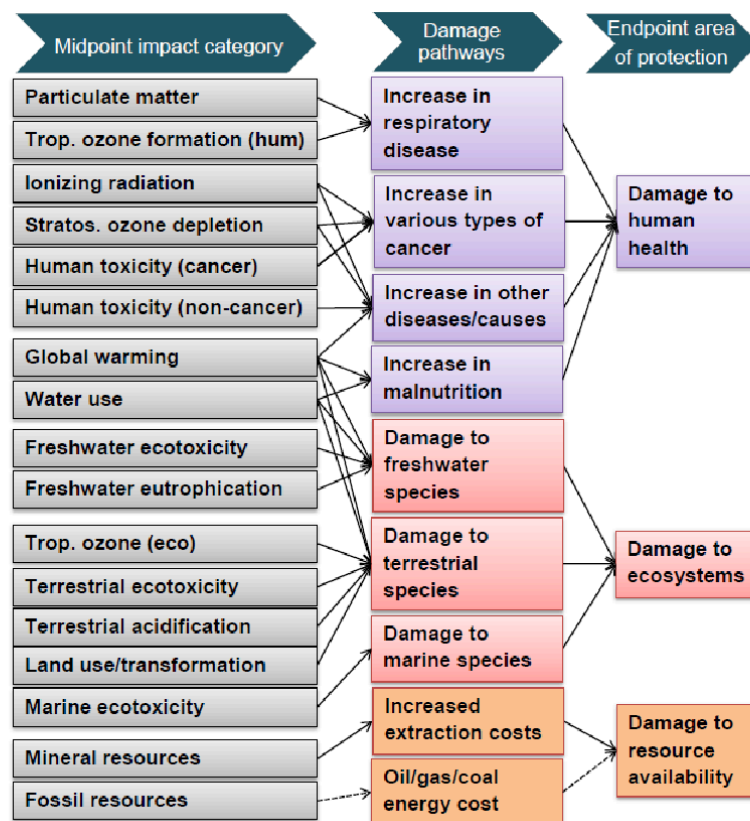 Midpoint impact category
Damage
pathways
Endpoint area
of protection
Particulate matter
Trop. ozone formation (hum)
Ionizing radiation
Stratos. ozone depletion
Human toxicity (cancer)
Human toxicity (non-cancer)
Global warming
Water use
Freshwater ecotoxicity
Freshwater eutrophication
Trop. ozone (eco)
Terrestrial ecotoxicity
Terrestrial acidification
Land use/transformation
Marine ecotoxicity
Mineral resources
Fossil resources
Increase in
respiratory
disease
Increase in
various types of
cancer
Increase in other
diseases/causes
Increase in
malnutrition
Damage to
freshwater
species
Damage to
terrestrial
species
Damage to
marine species
Increased
extraction costs
Oil/gas/coal
energy cost
Damage to
human
health
Damage to
ecosystems
Damage to
resource
availability